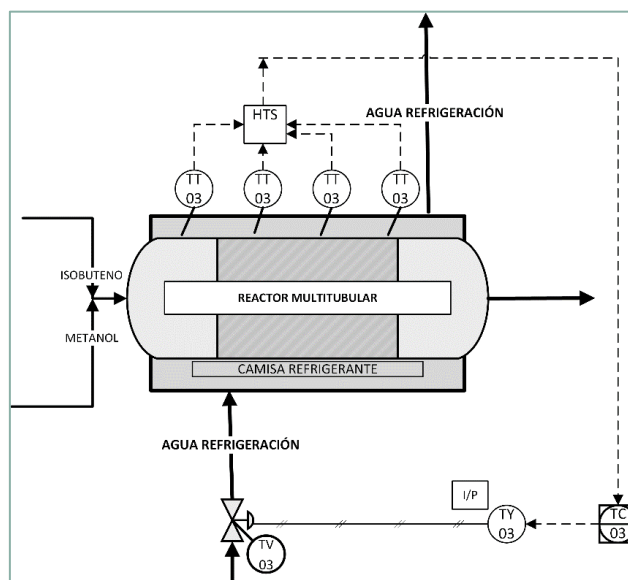 AGUA REFRIGERACIÓN
HTS
TT
03
TT
03
TT
03
TT
03
ISOBUTENO
REACTOR MULTITUBULAR
METANOL
CAMISA REFRIGERANTE
AGUA REFRIGERACIÓN
I/P
TY
03
TC
03
TV
03